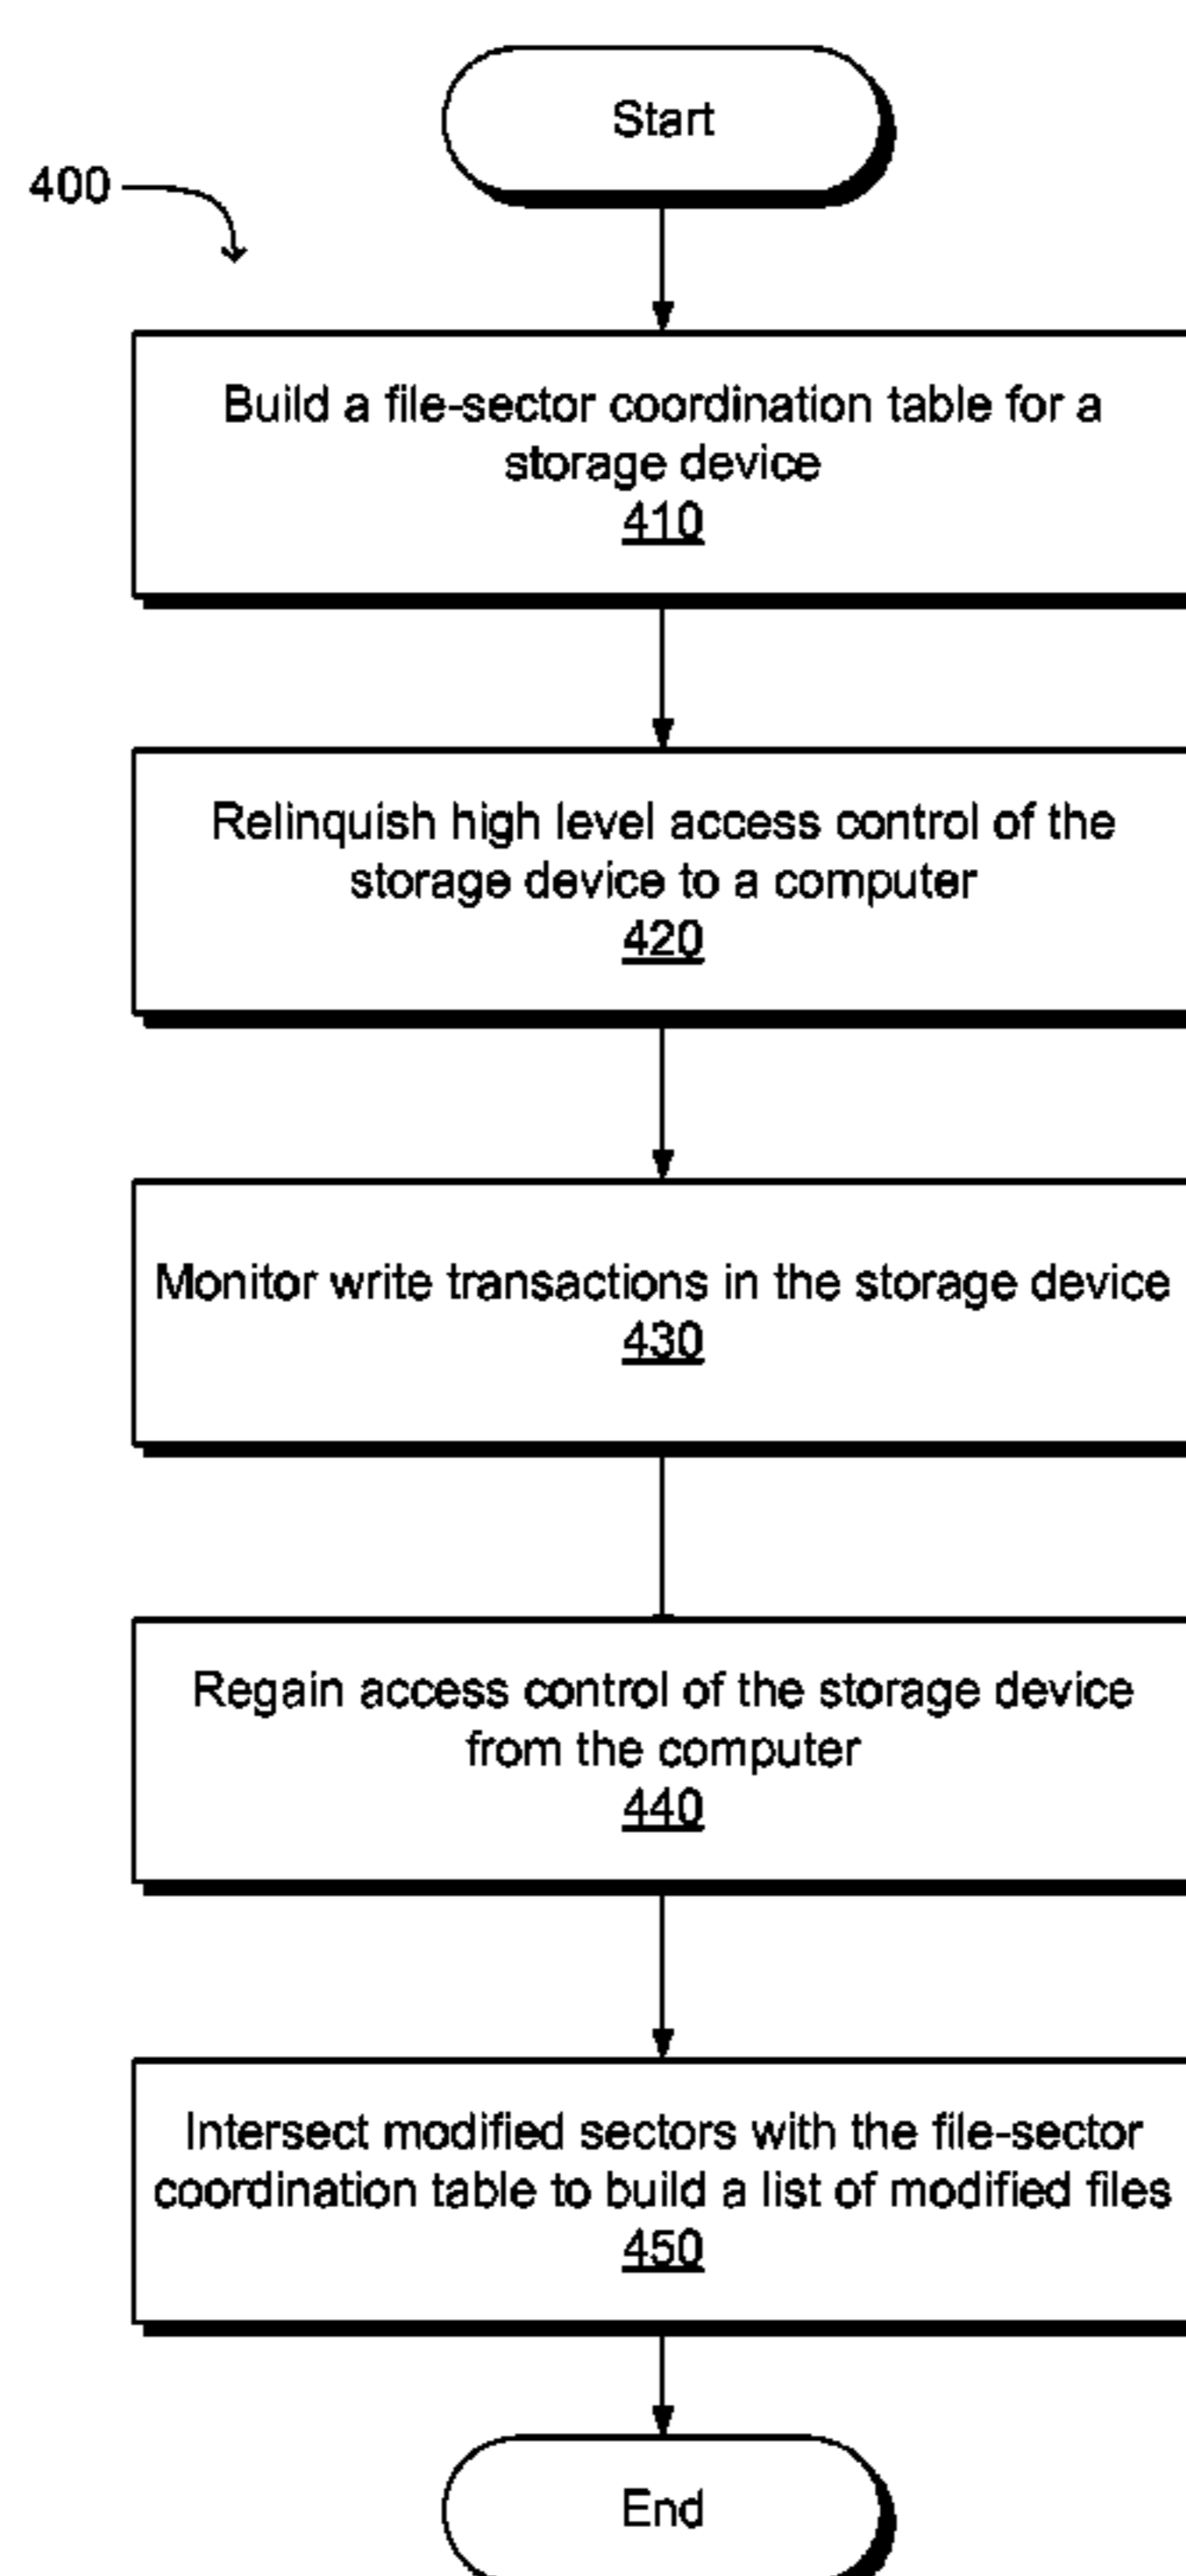 Start
400
Build a file-sector coordination table for a
storage device
410
Relinquish high level access control of the
storage device to a computer
420
Monitor write transactions in the storage device
430
Regain access control of the storage device
from the computer
440
Intersect modified sectors with the file-sector
coordination table to build a list of modified files
450
End